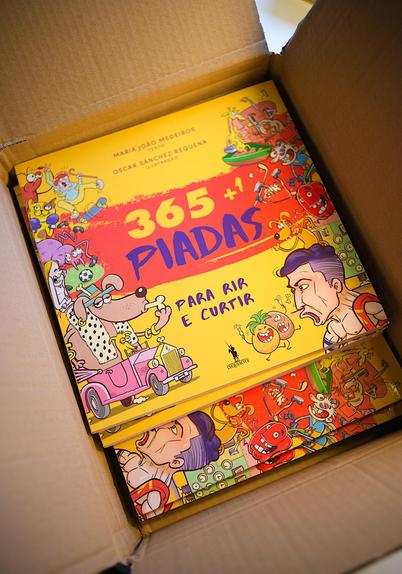 MARIA JOÃO MEDEIROS
TEXTO
OSCAR SÁNCHEZ REQUENA
ILUSTRAÇÃO
365 +1
PIADAS
PARA RIR
E CURTIR